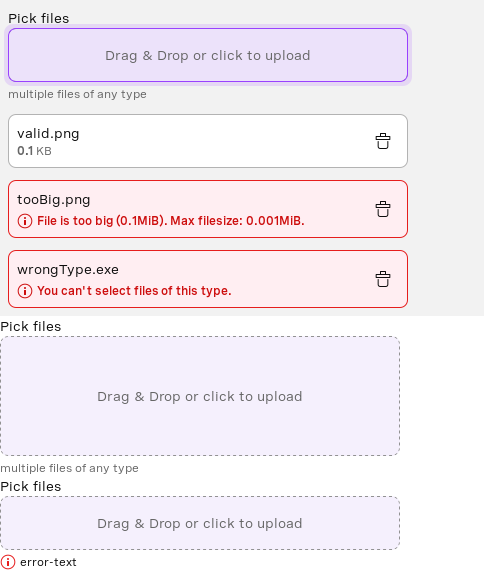 Pick files
Drag & Drop or click to upload
multiple files of any type
valid.png
0.1 KB
tooBig.png
File is too big (0.1MiB). Max filesize: 0.001MiB.
wrongType.exe
You can't select files of this type.
Pick files
Drag & Drop or click to upload
multiple files of any type
Pick files
Drag & Drop or click to upload
error-text